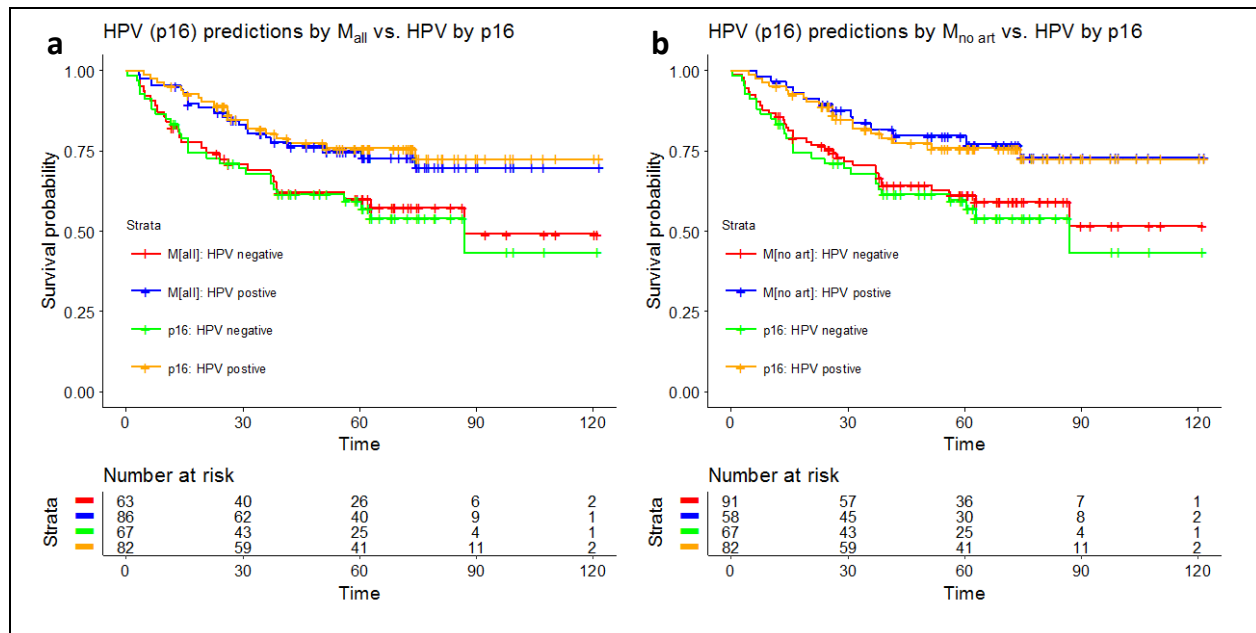 a
HPV (p16) predictions by Mall vs. HPV by p16
1.00
0.75
0.50
0.25
0.00
Survival probability
Strata
M[all]: HPV negative
M[all]: HPV postive
p16: HPV negative
p16: HPV postive
0 30 60 90 120
Time
Number at risk
Strata
63 40 26 6 2
86 62 40 9 1
67 43 25 4 1
82 59 41 11 2
0 30 60 90 120
Time
b
HPV (p16) predictions by Mno art vs. HPV by p16
1.00
0.75
0.50
0.25
0.00
Survival probability
Strata
M[no art]: HPV negative
M[no art]: HPV postive
p16: HPV negative
p16: HPV postive
0 30 60 90 120
Time
Number at risk
Strata
91 57 36 7 1
58 45 30 8 2
67 43 25 4 1
82 59 41 11 2
0 30 60 90 120
Time